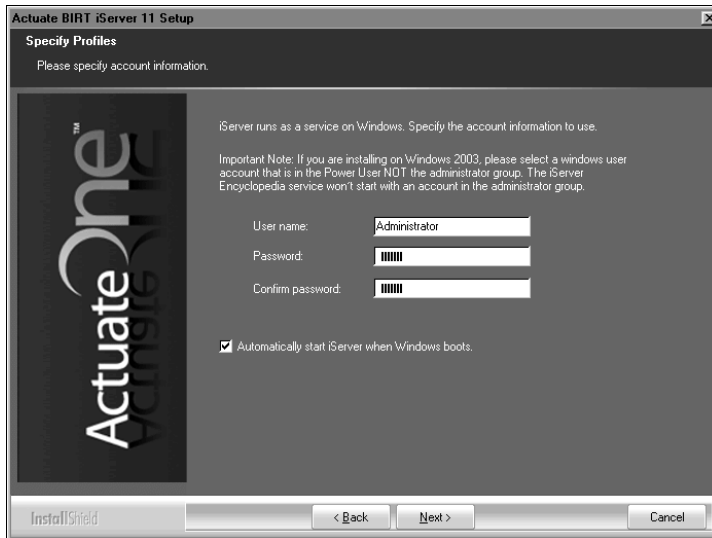 Actuate BIRT iServer 11 Setup
Specify Profiles
Please specify account information.
iServer runs as a service on Windows. Specify the account information to use.
Important Note: If you are installing on Windows 2003, please select a windows user
account that is in the Power User NOT the administrator group. The iServer
Encyclopedia service won't start with an account in the administrator group.
User name:
Administrator
Password:
Confirm password:
Automatically start iServer when Windows boots.
ActuateOne™
InstallShield
< Back
Next >
Cancel